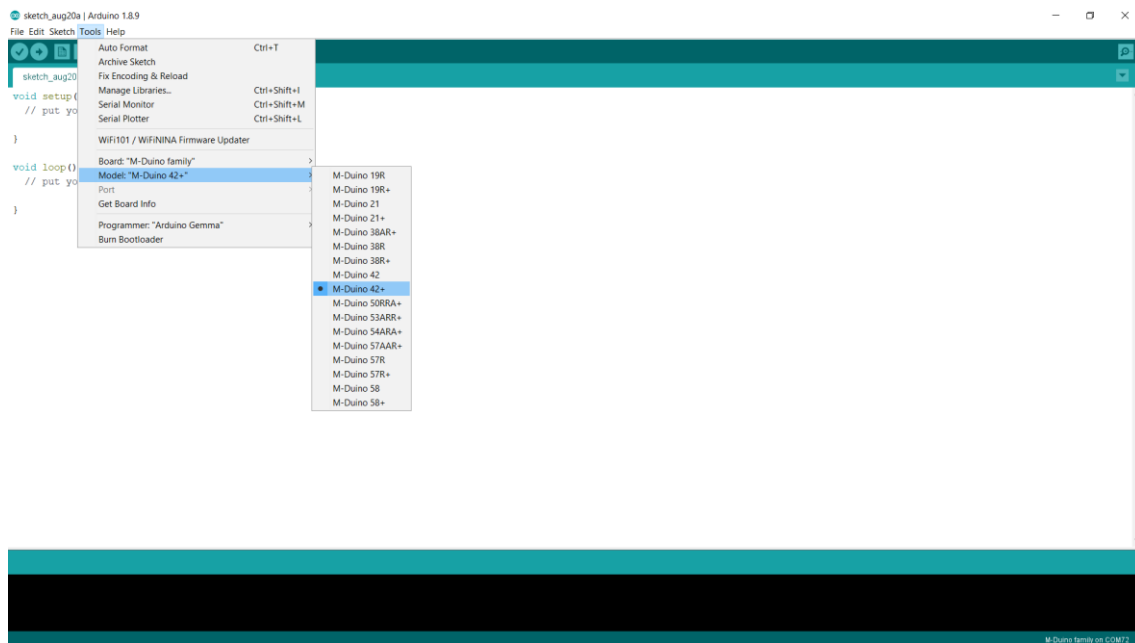 sketch_aug20a | Arduino 1.8.9
File Edit Sketch Tools Help
sketch_aug20
Auto Format Ctrl+T
Archive Sketch
Fix Encoding & Reload
Manage Libraries... Ctrl+Shift+I
Serial Monitor Ctrl+Shift+M
Serial Plotter Ctrl+Shift+L
WiFi101 / WiFiNINA Firmware Updater
Board: "M-Duino family"
Model: "M-Duino 42+"
Port
Get Board Info
Programmer: "Arduino Gemma"
Burn Bootloader
void setup(
// put yo
}
void loop()
// put yo
}
M-Duino 19R
M-Duino 19R+
M-Duino 21
M-Duino 21+
M-Duino 38AR+
M-Duino 38R
M-Duino 38R+
M-Duino 42
M-Duino 42+
M-Duino 50RRA+
M-Duino 53ARR+
M-Duino 54ARA+
M-Duino 57AAR+
M-Duino 57R
M-Duino 57R+
M-Duino 58
M-Duino 58+
M-Duino family on COM72